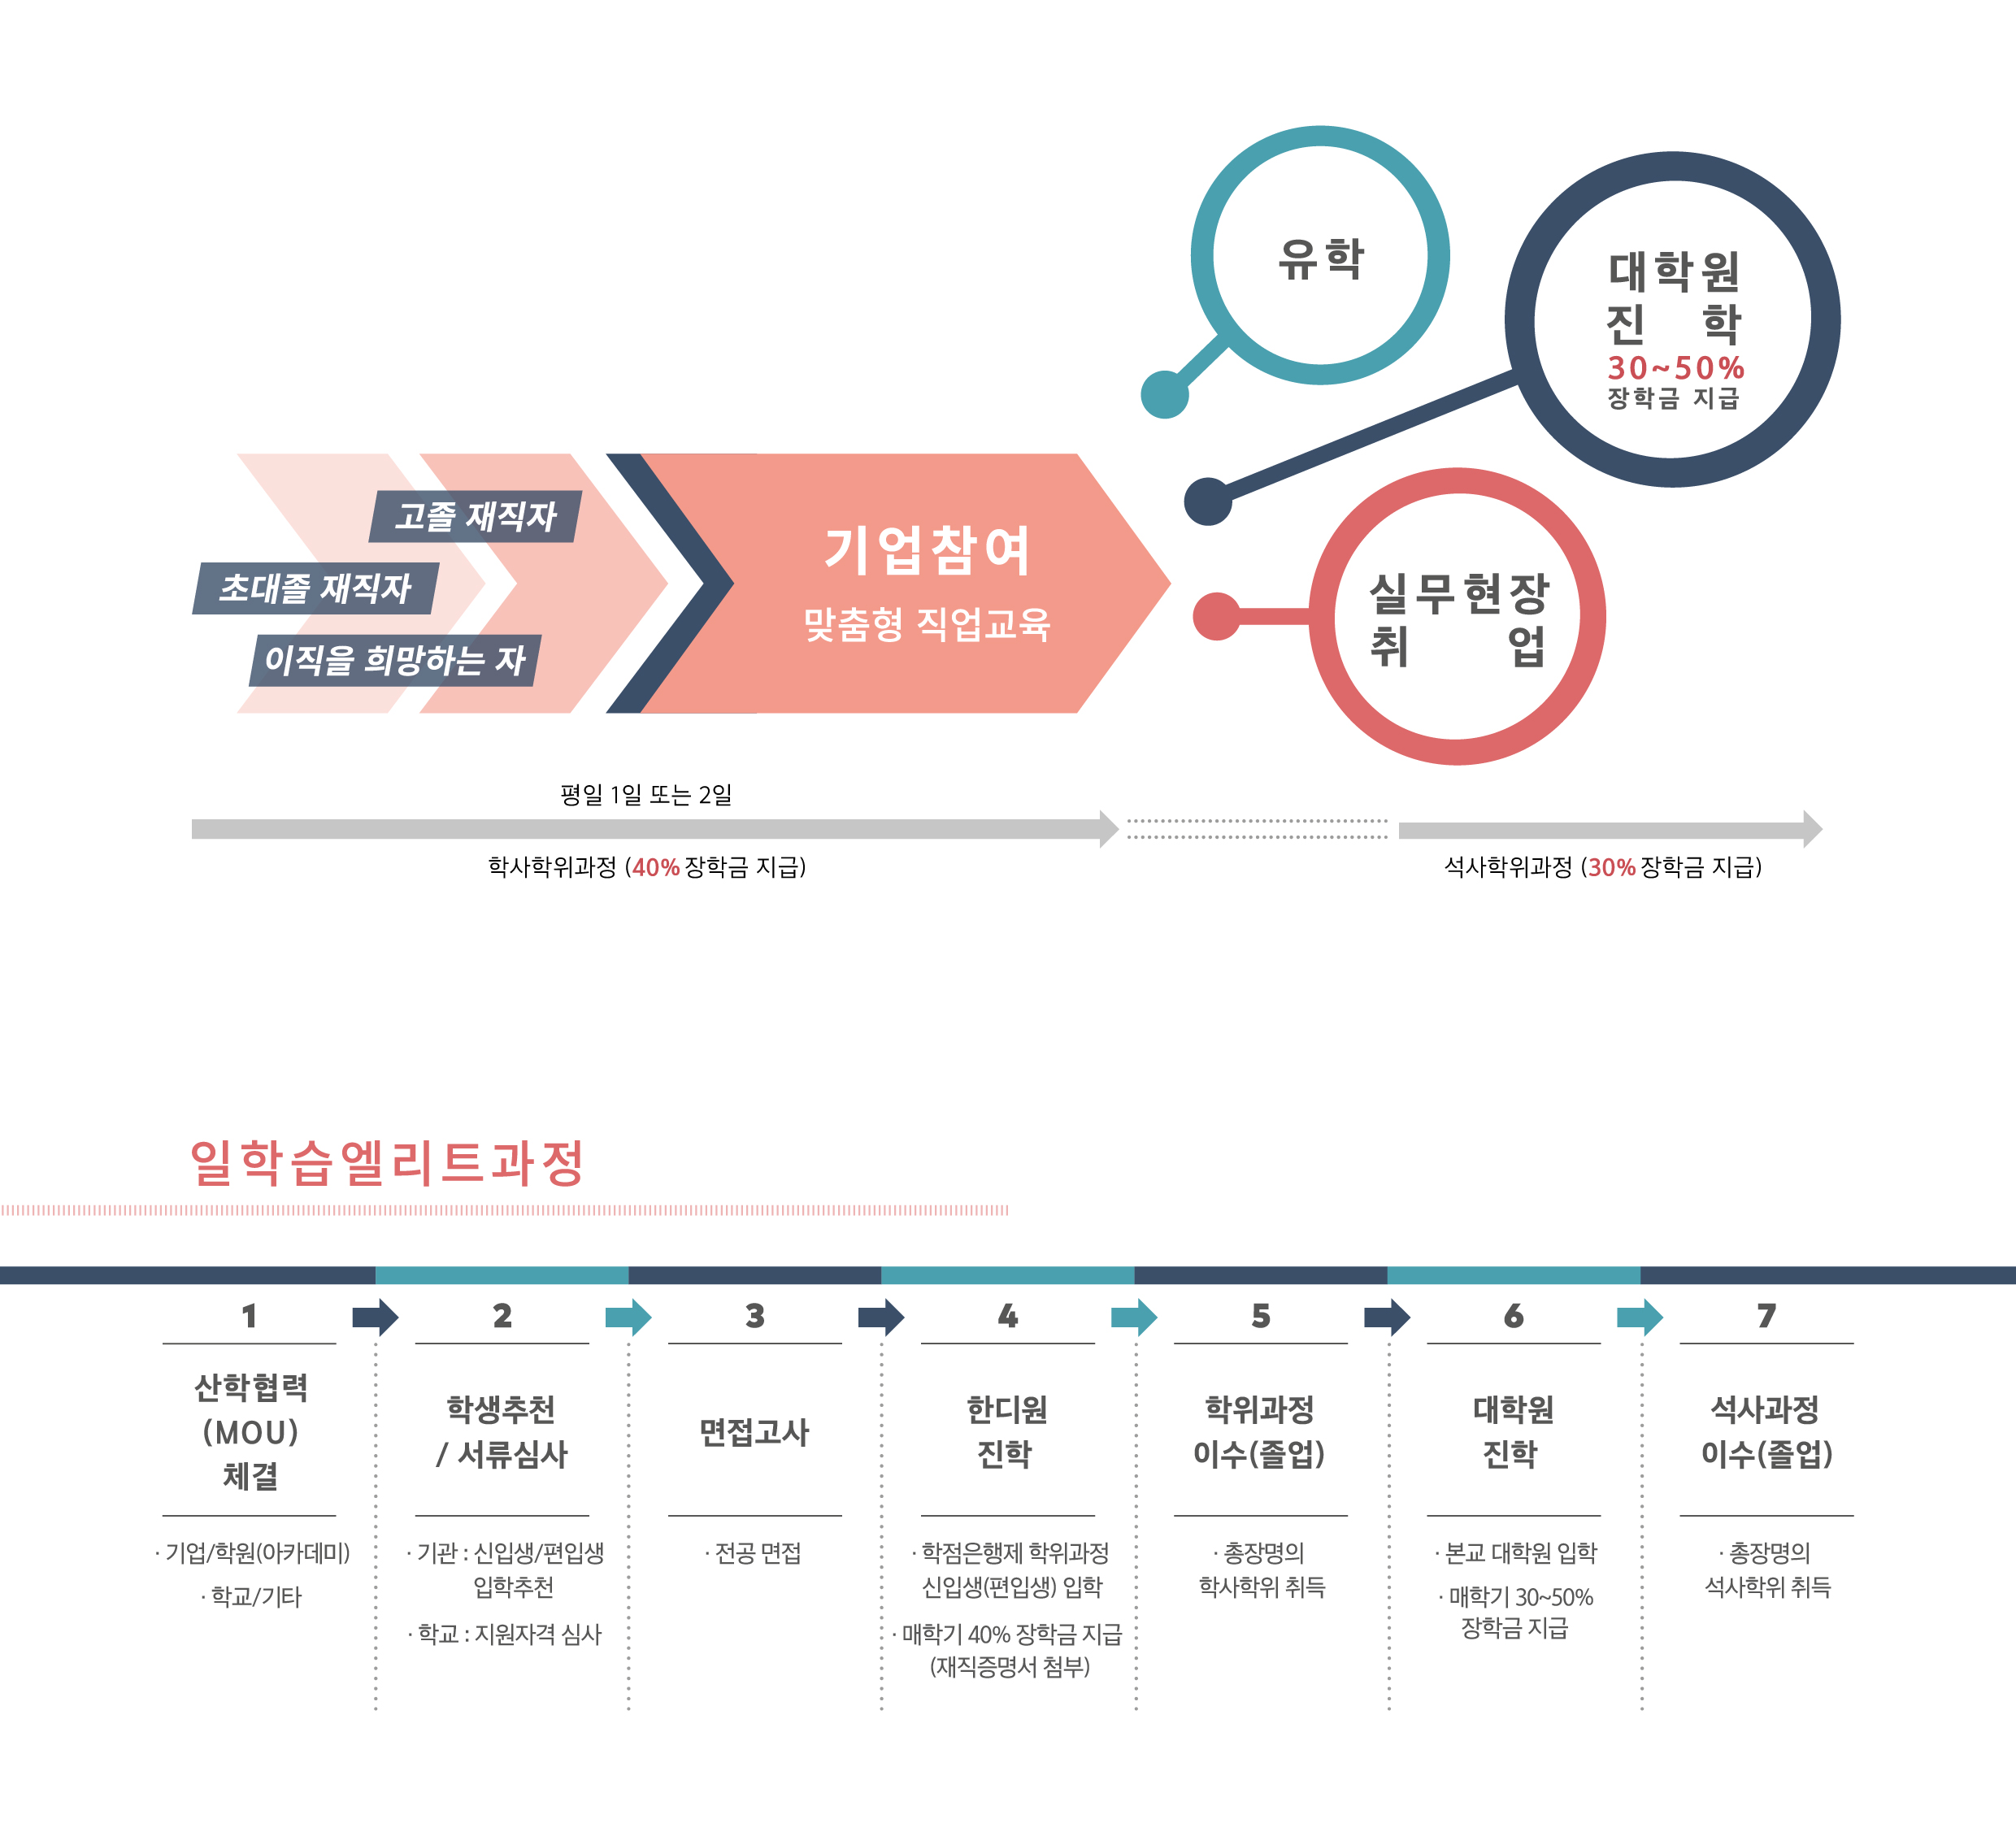 유학
대학원
진 학
30~50%
장학금 지급
고졸 재직자
초대졸 재직자
이직을 희망하는 자
기업참여
맞춤형 직업교육
실무현장
취 업
평일 1일 또는 2일
학사학위과정 (40% 장학금 지급)
석사학위과정 (30% 장학금 지급)
일학습엘리트과정
1
산학협력
(MOU)
체결
· 기업/학원(아카데미)
· 학교/기타
2
학생추천
/ 서류심사
· 기관 : 신입생/편입생
입학추천
· 학교 : 지원자격 심사
3
면접고사
· 전공 면접
4
한디원
진학
· 학점은행제 학위과정
신입생(편입생) 입학
· 매학기 40% 장학금 지급
(재직증명서 첨부)
5
학위과정
이수(졸업)
· 총장명의
학사학위 취득
6
대학원
진학
· 본교 대학원 입학
· 매학기 30~50%
장학금 지급
7
석사과정
이수(졸업)
· 총장명의
석사학위 취득